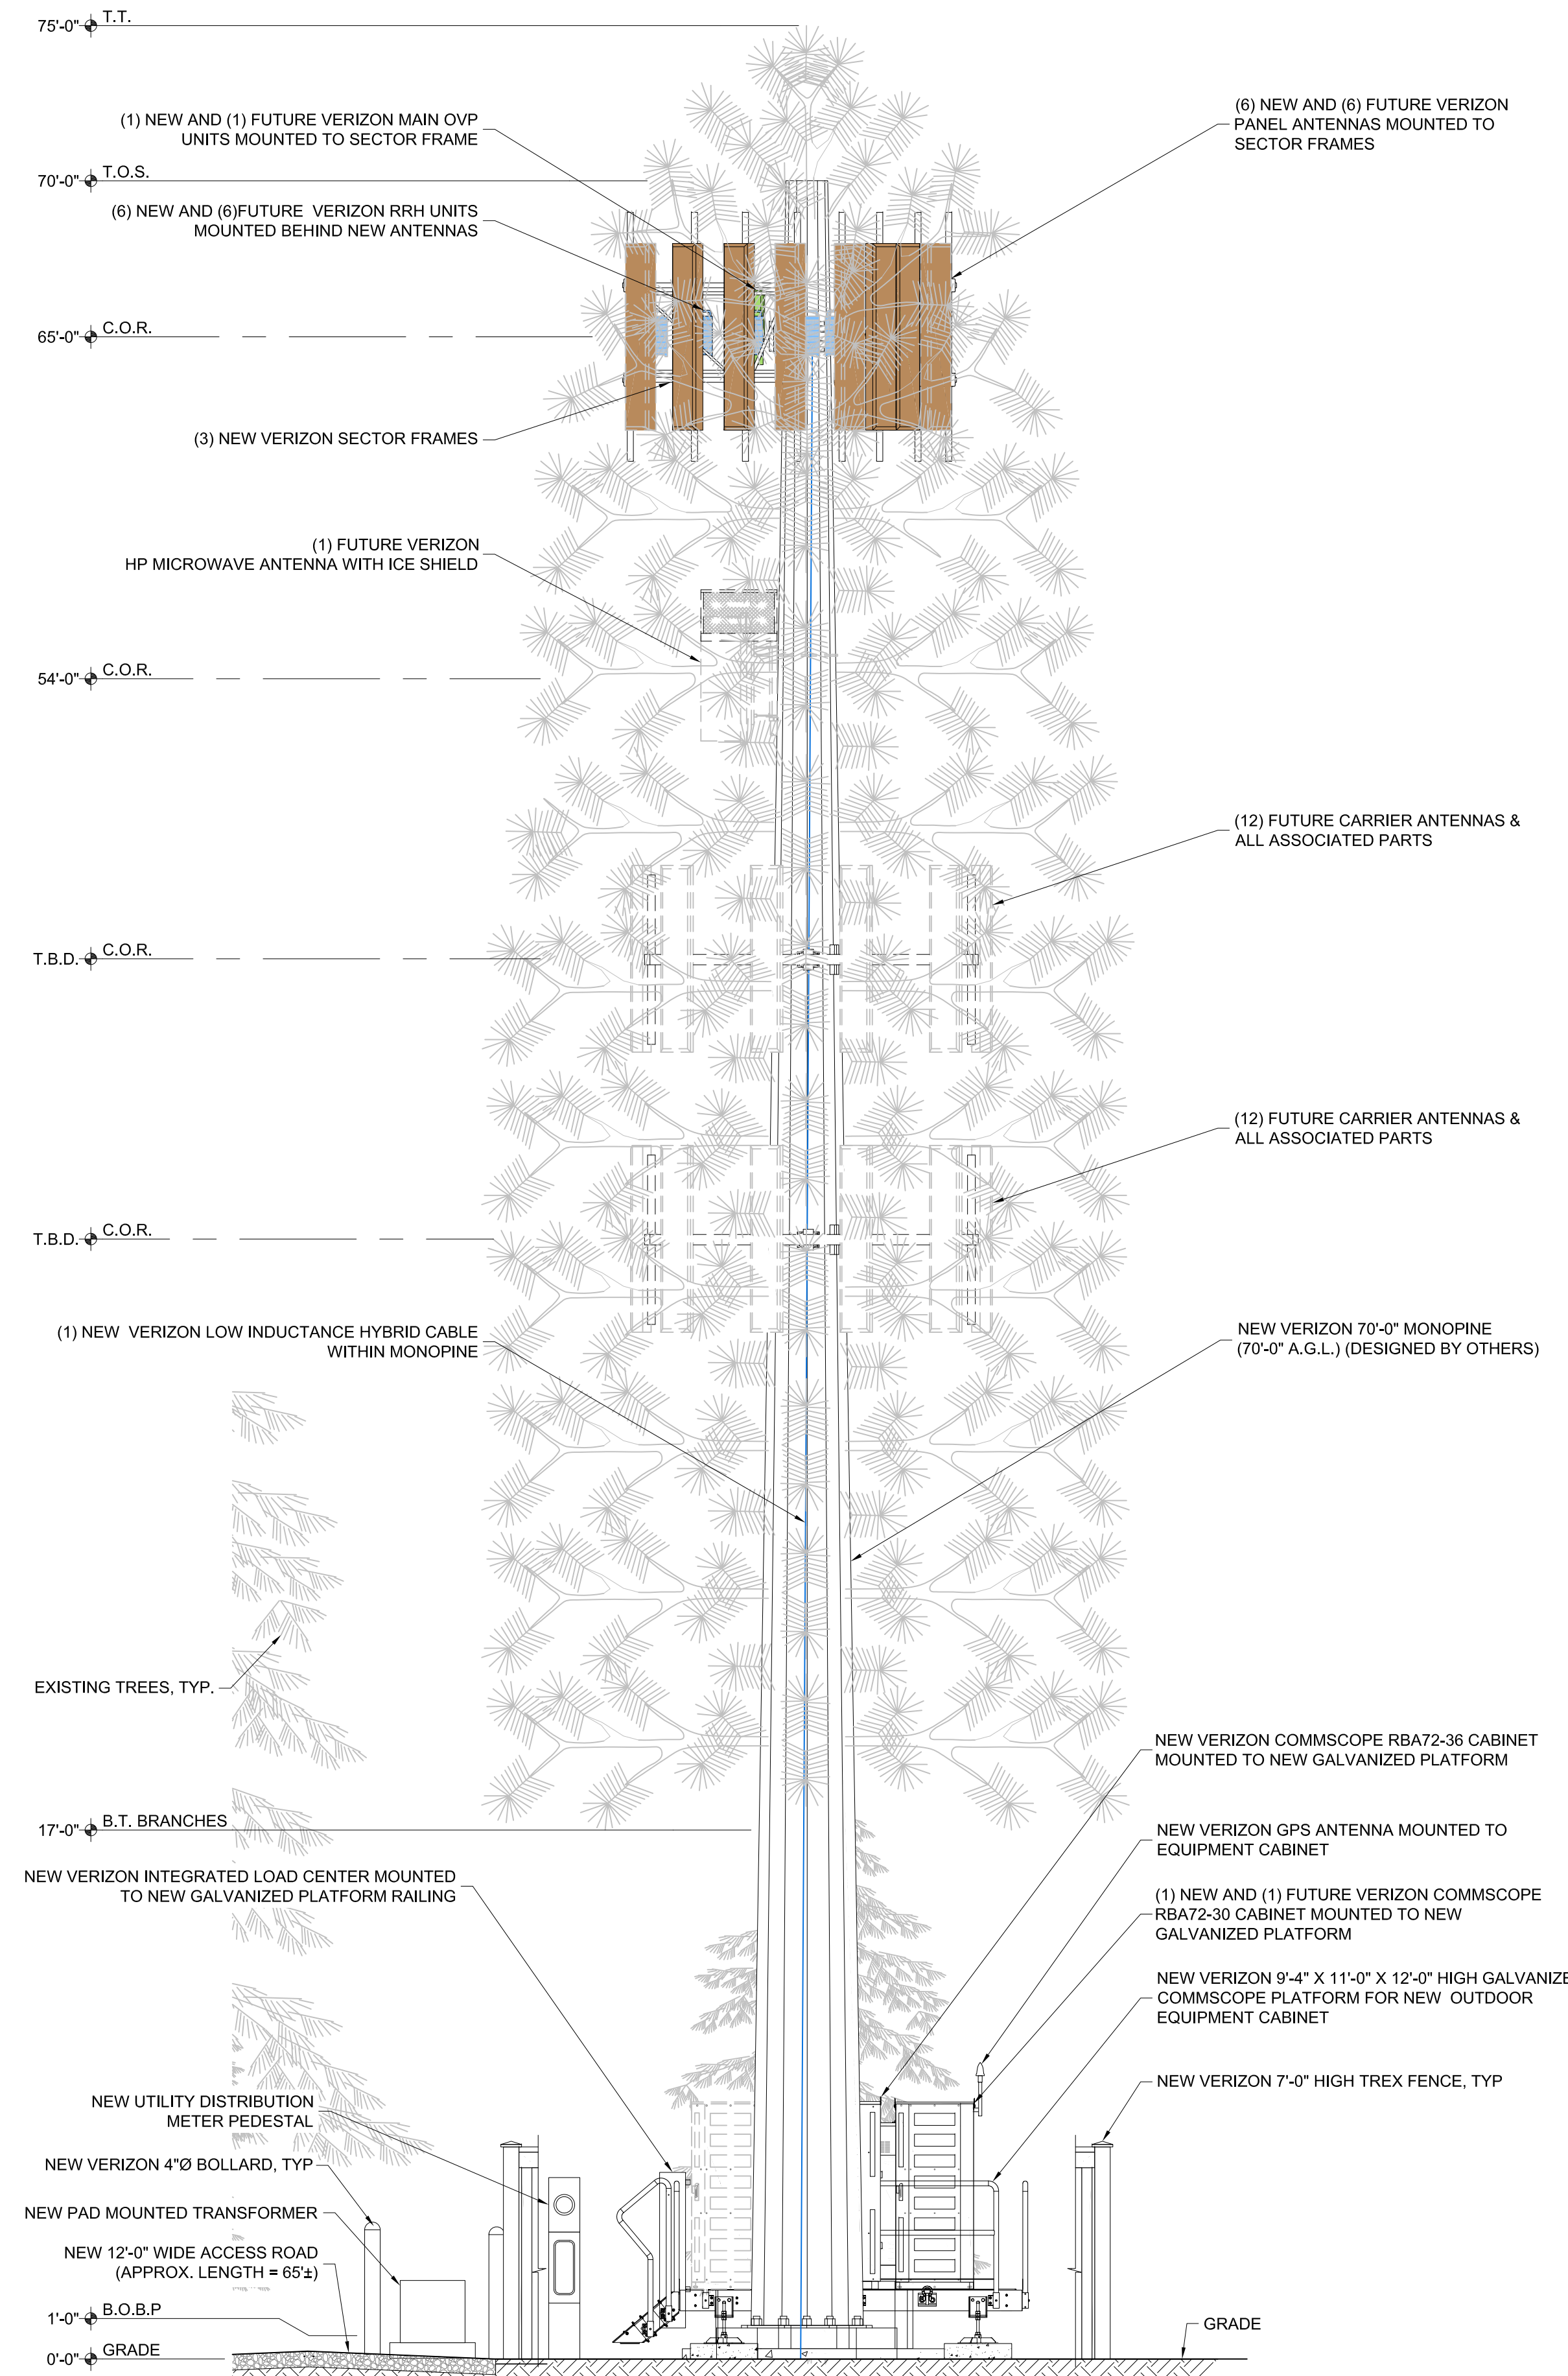 75'-0" T.T.
(1) NEW AND (1) FUTURE VERIZON MAIN OVP
UNITS MOUNTED TO SECTOR FRAME
(6) NEW AND (6) FUTURE VERIZON
PANEL ANTENNAS MOUNTED TO
SECTOR FRAMES
70'-0" T.O.S.
(6) NEW AND (6)FUTURE VERIZON RRH UNITS
MOUNTED BEHIND NEW ANTENNAS
65'-0" C.O.R.
(3) NEW VERIZON SECTOR FRAMES
(1) FUTURE VERIZON
HP MICROWAVE ANTENNA WITH ICE SHIELD
54'-0" C.O.R.
(12) FUTURE CARRIER ANTENNAS &
ALL ASSOCIATED PARTS
T.B.D. C.O.R.
(12) FUTURE CARRIER ANTENNAS &
ALL ASSOCIATED PARTS
T.B.D. C.O.R.
(1) NEW VERIZON LOW INDUCTANCE HYBRID CABLE
WITHIN MONOPINE
NEW VERIZON 70'-0" MONOPINE
(70'-0" A.G.L.) (DESIGNED BY OTHERS)
EXISTING TREES, TYP.
NEW VERIZON COMMSCOPE RBA72-36 CABINET
MOUNTED TO NEW GALVANIZED PLATFORM
17'-0" B.T. BRANCHES
NEW VERIZON GPS ANTENNA MOUNTED TO
EQUIPMENT CABINET
NEW VERIZON INTEGRATED LOAD CENTER MOUNTED
TO NEW GALVANIZED PLATFORM RAILING
(1) NEW AND (1) FUTURE VERIZON COMMSCOPE
RBA72-30 CABINET MOUNTED TO NEW
GALVANIZED PLATFORM
NEW VERIZON 9'-4" X 11'-0" X 12'-0" HIGH GALVANIZE
COMMSCOPE PLATFORM FOR NEW OUTDOOR
EQUIPMENT CABINET
NEW VERIZON 7'-0" HIGH TREX FENCE, TYP
NEW UTILITY DISTRIBUTION
METER PEDESTAL
NEW VERIZON 4"Ø BOLLARD, TYP
NEW PAD MOUNTED TRANSFORMER
NEW 12'-0" WIDE ACCESS ROAD
(APPROX. LENGTH = 65'±)
1'-0" B.O.B.P
GRADE
0'-0" GRADE